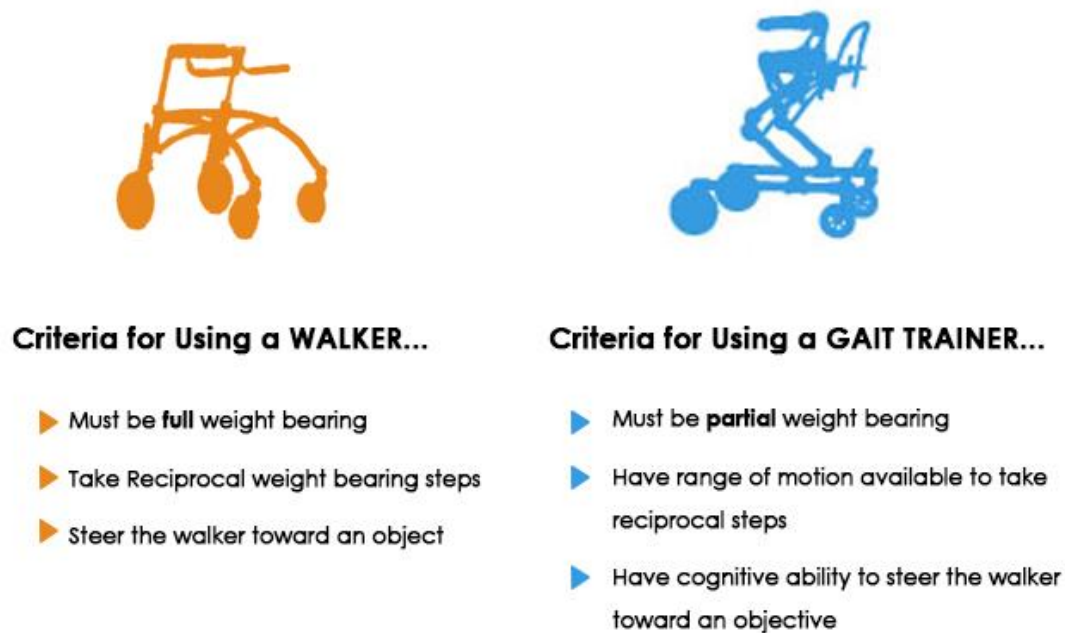 Criteria for Using a WALKER...
Must be full weight bearing
Take Reciprocal weight bearing steps
Steer the walker toward an object
Criteria for Using a GAIT TRAINER...
Must be partial weight bearing
Have range of motion available to take
reciprocal steps
Have cognitive ability to steer the walker
toward an objective